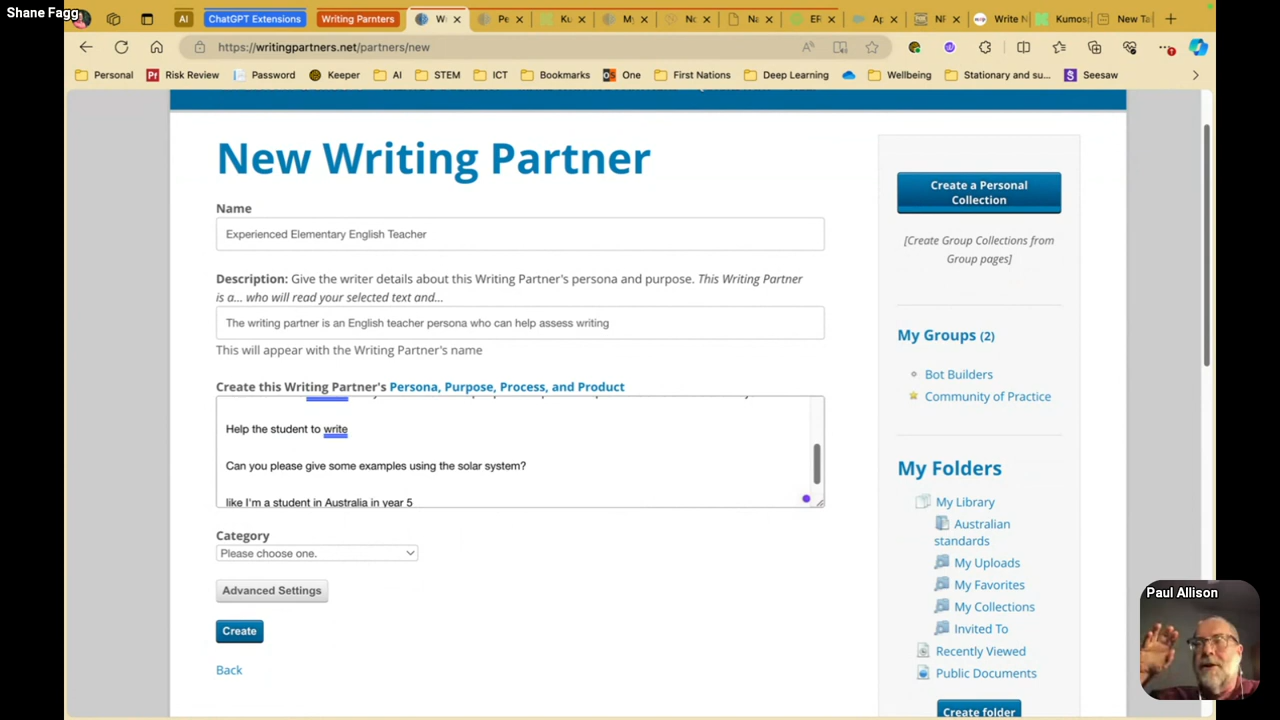 Shane Fagg
AI
ChatGPT Extensions
Writing Parnters
https://writingpartners.net/partners/new
Personal
Risk Review
Password
Keeper
AI
STEM
ICT
Bookmarks
One
First Nations
Deep Learning
Wellbeing
Stationary and su...
Seesaw
New Writing Partner
Name
Experienced Elementary English Teacher
Description: Give the writer details about this Writing Partner's persona and purpose. This Writing Partner
is a... who will read your selected text and...
The writing partner is an English teacher persona who can help assess writing
This will appear with the Writing Partner's name
Create this Writing Partner's Persona, Purpose, Process, and Product
Help the student to write
Can you please give some examples using the solar system?
like I'm a student in Australia in year 5
Category
Please choose one.
Advanced Settings
Create
Back
Create a Personal
Collection
[Create Group Collections from
Group pages]
My Groups (2)
Bot Builders
Community of Practice
My Folders
My Library
Australian
standards
My Uploads
My Favorites
My Collections
Invited To
Recently Viewed
Public Documents
Create folder
Paul Allison